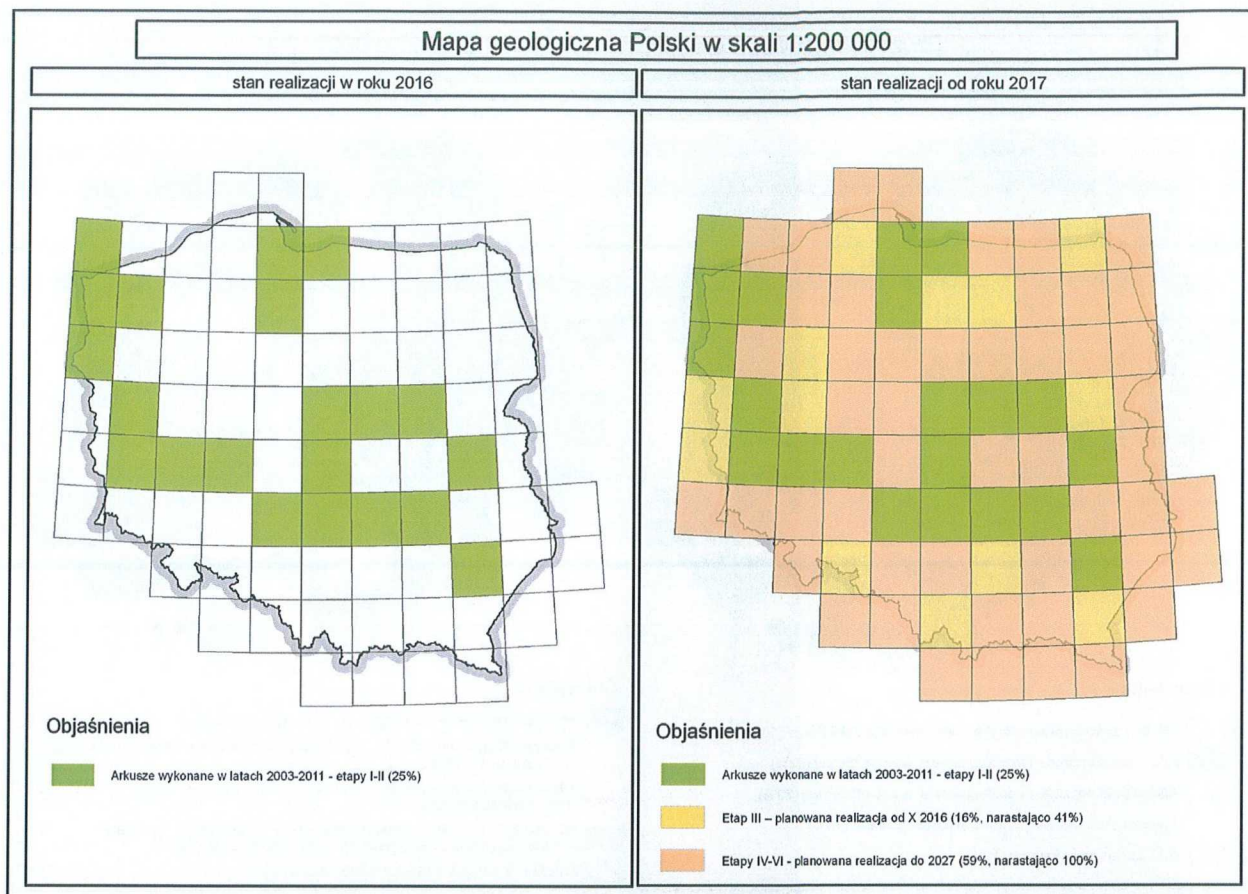 Mapa geologiczna Polski w skali 1:200 000
stan realizacji w roku 2016
stan realizacji od roku 2017
Objaśnienia
Arkusze wykonane w latach 2003-2011 - etapy I-II (25%)
Objaśnienia
Arkusze wykonane w latach 2003-2011 - etapy I-II (25%)
Etap III – planowana realizacja od X 2016 (16%, narastająco 41%)
Etapy IV-VI - planowana realizacja do 2027 (59%, narastająco 100%)